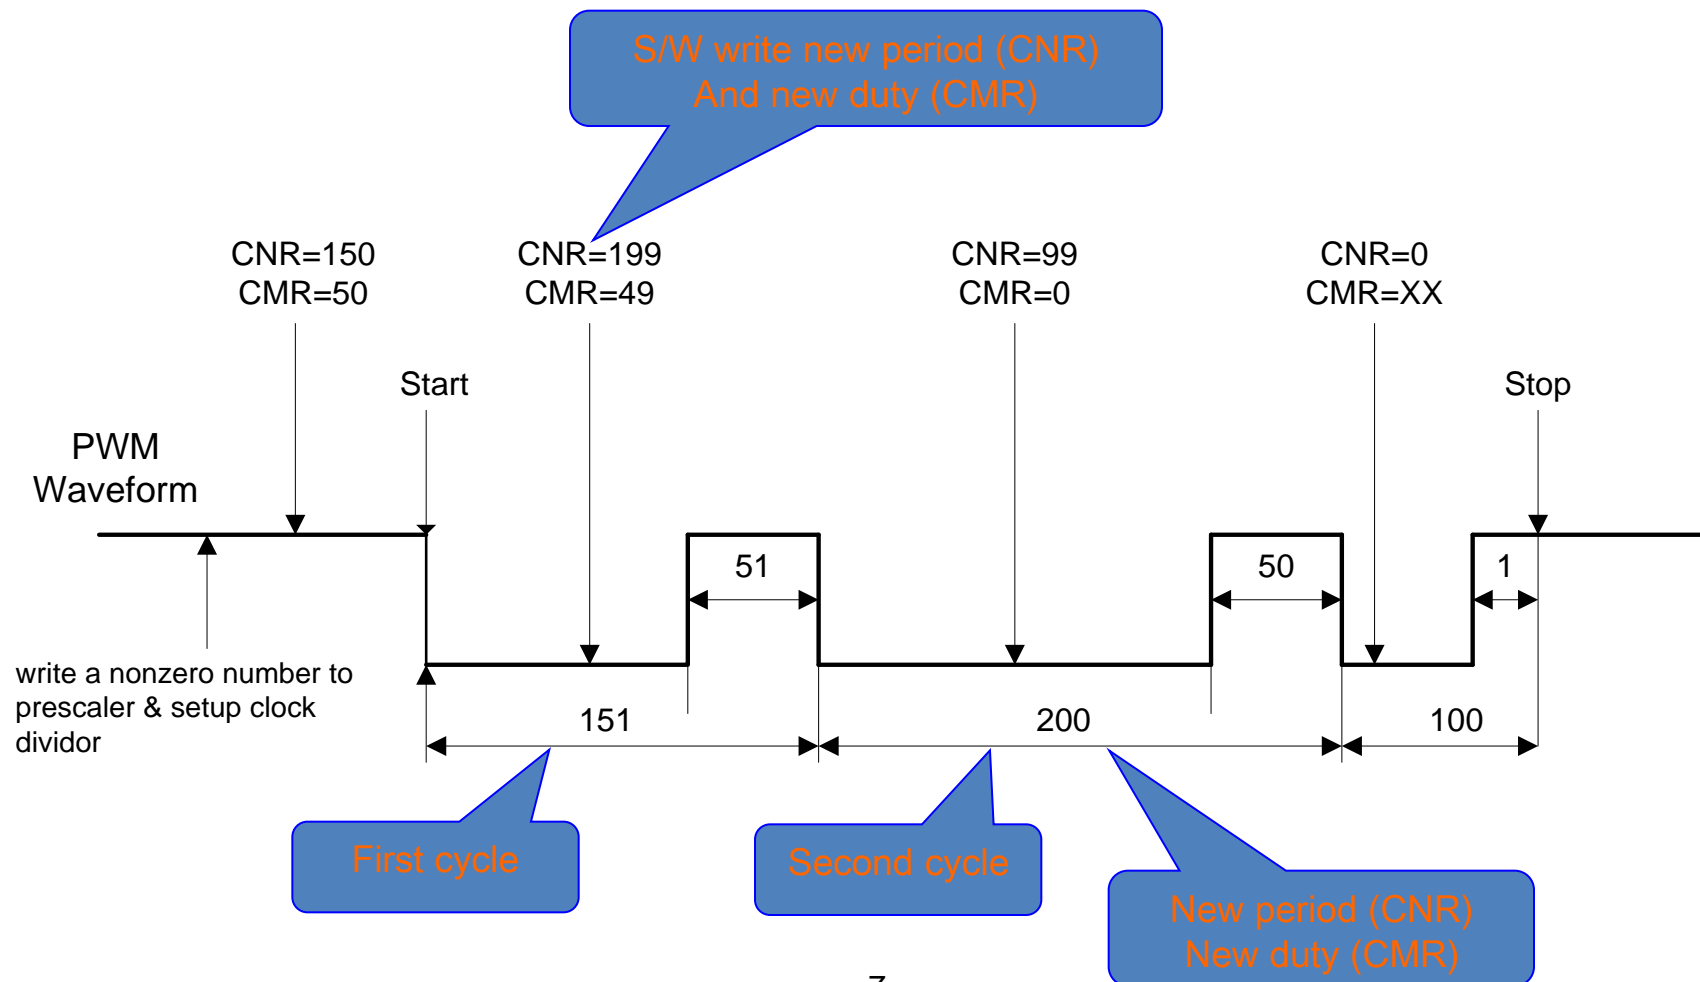 S/W write new period (CNR)
And new duty (CMR)
CNR=150
CMR=50
CNR=199
CMR=49
CNR=99
CMR=0
CNR=0
CMR=XX
Start
Stop
PWM
Waveform
51
50
1
write a nonzero number to
prescaler & setup clock
dividor
151
200
100
First cycle
Second cycle
New period (CNR)
New duty (CMR)